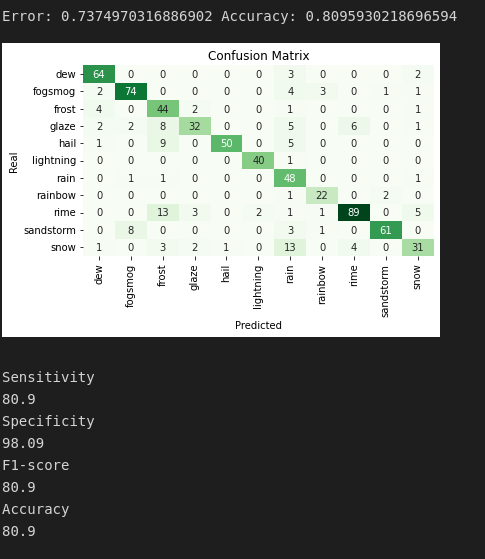 Error: 0.7374970316886902 Accuracy: 0.8095930218696594
Confusion Matrix
dew 64 0 0 0 0 0 3 0 0 0 2
fogsmog 2 74 0 0 0 0 4 3 0 1 1
frost 4 0 44 2 0 0 1 0 0 0 1
glaze 2 2 8 32 0 0 5 0 6 0 1
hail 1 0 9 0 50 0 5 0 0 0 0
lightning 0 0 0 0 0 40 1 0 0 0 0
rain 0 1 1 0 0 0 48 0 0 0 1
rainbow 0 0 0 0 0 0 1 22 0 2 0
rime 0 0 13 3 0 2 1 1 89 0 5
sandstorm 0 8 0 0 0 0 3 1 0 61 0
snow 1 0 3 2 1 0 13 0 4 0 31
Real
dew fogsmog frost glaze hail lightning rain rainbow rime sandstorm snow
Predicted
Sensitivity
80.9
Specificity
98.09
F1-score
80.9
Accuracy
80.9